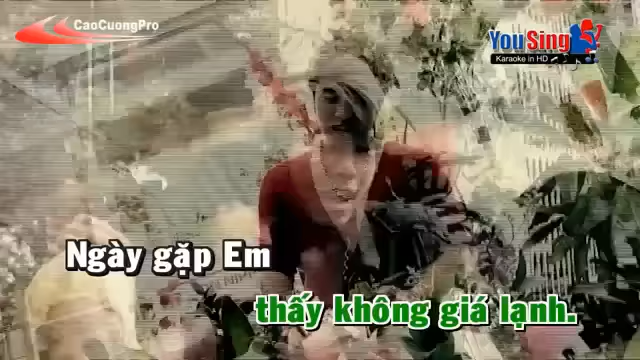 CaoCuongPro
YouSing
Karaoke in HD
Ngày gặp Em
thấy không giá lạnh.